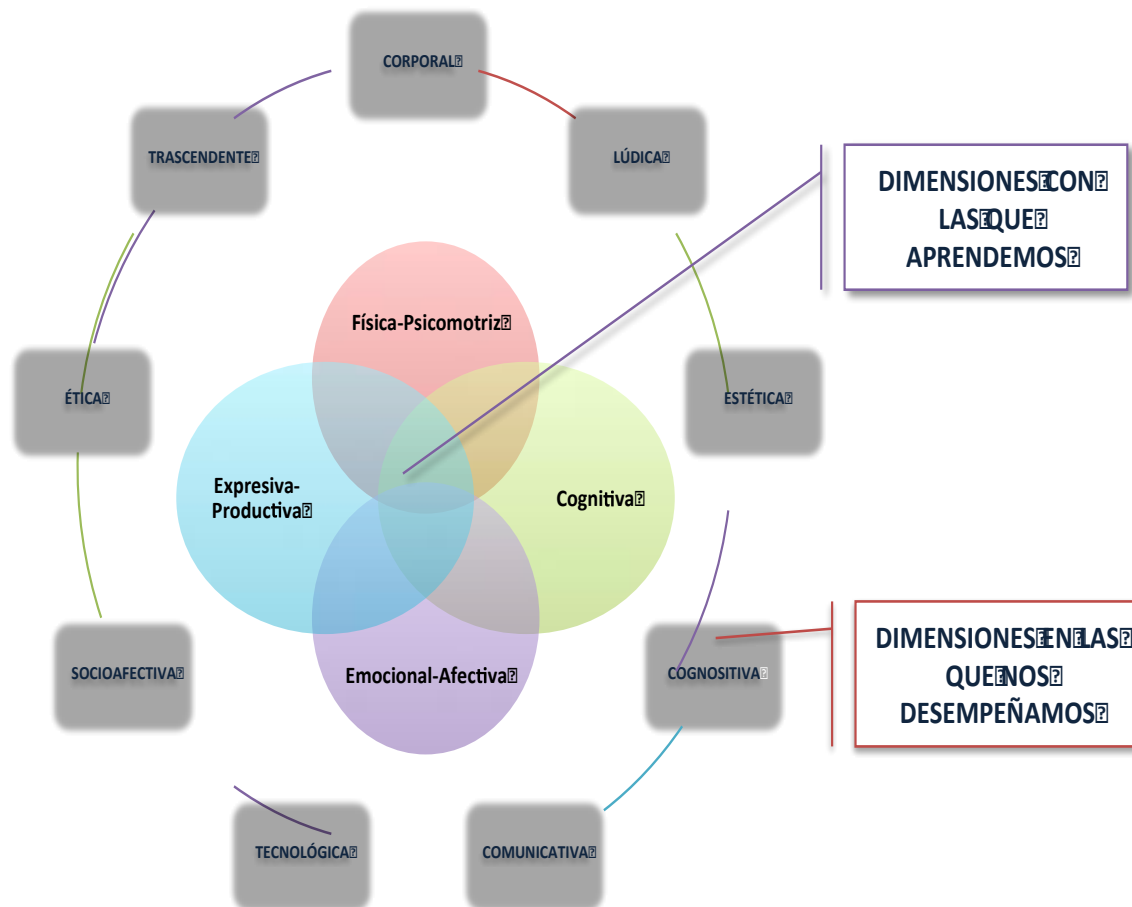 CORPORAL
TRASCENDENTE
LÚDICA
DIMENSIONES CON
LAS QUE
APRENDEMOS
Física-Psicomotriz
ÉTICA
ESTÉTICA
Expresiva-
Productiva
Cognitiva
SOCIOAFECTIVA
Emocional-Afectiva
COGNOSITIVA
DIMENSIONES EN LAS
QUE NOS
DESEMPEÑAMOS
TECNOLÓGICA
COMUNICATIVA